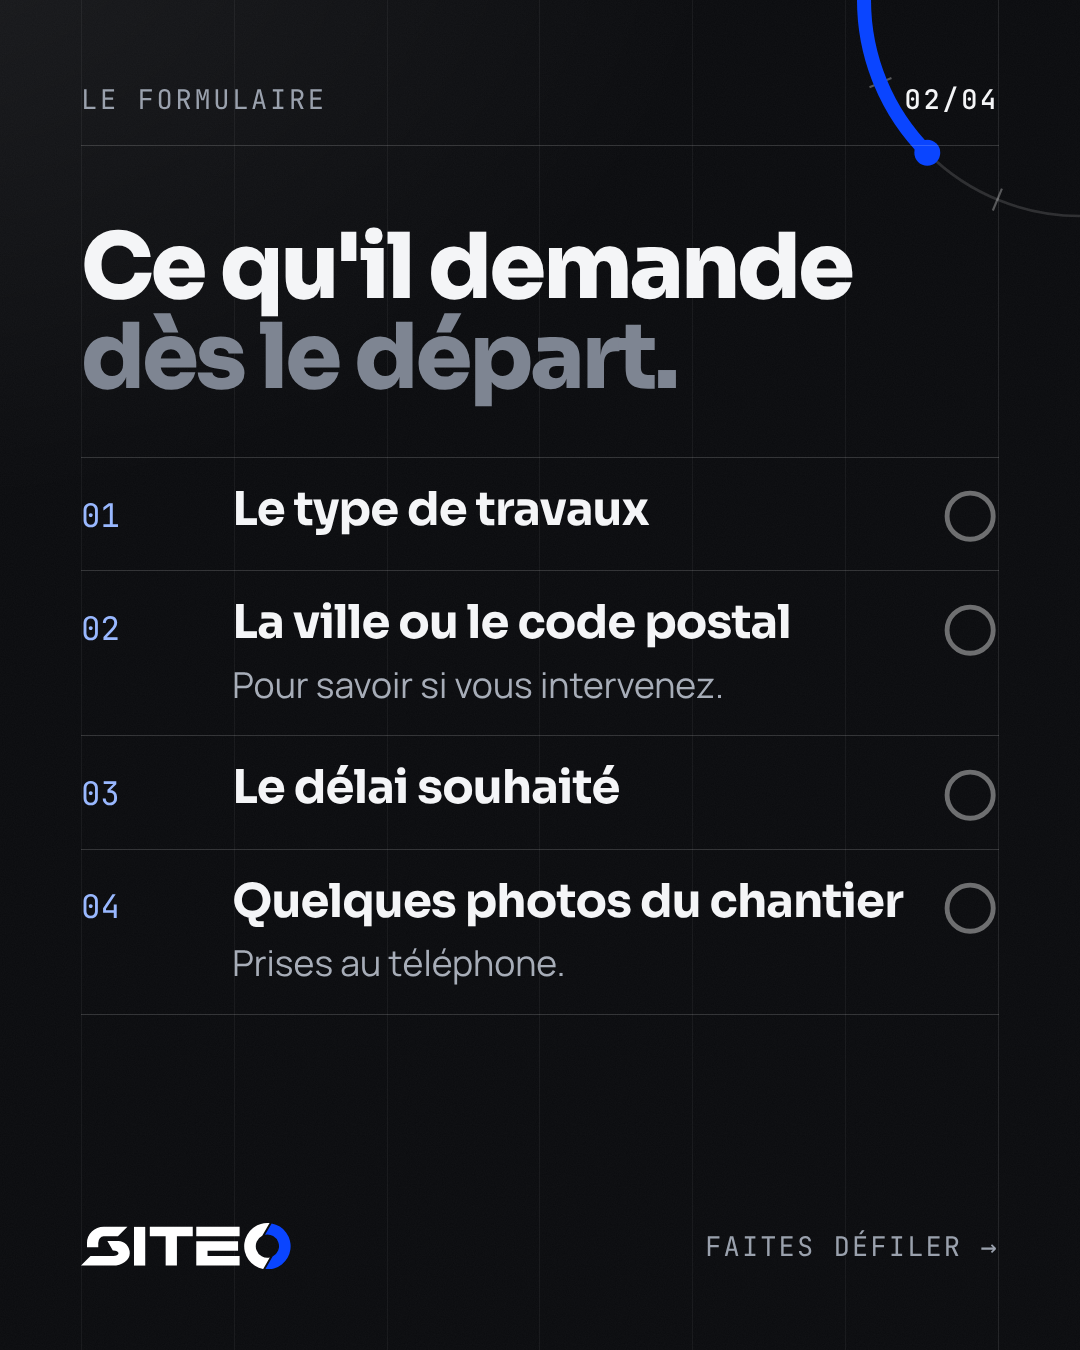 LE FORMULAIRE
02/04
Ce qu'il demande
dès le départ.
01
Le type de travaux
02
La ville ou le code postal
Pour savoir si vous intervenez.
03
Le délai souhaité
04
Quelques photos du chantier
Prises au téléphone.
SITEO
FAITES DÉFILER →